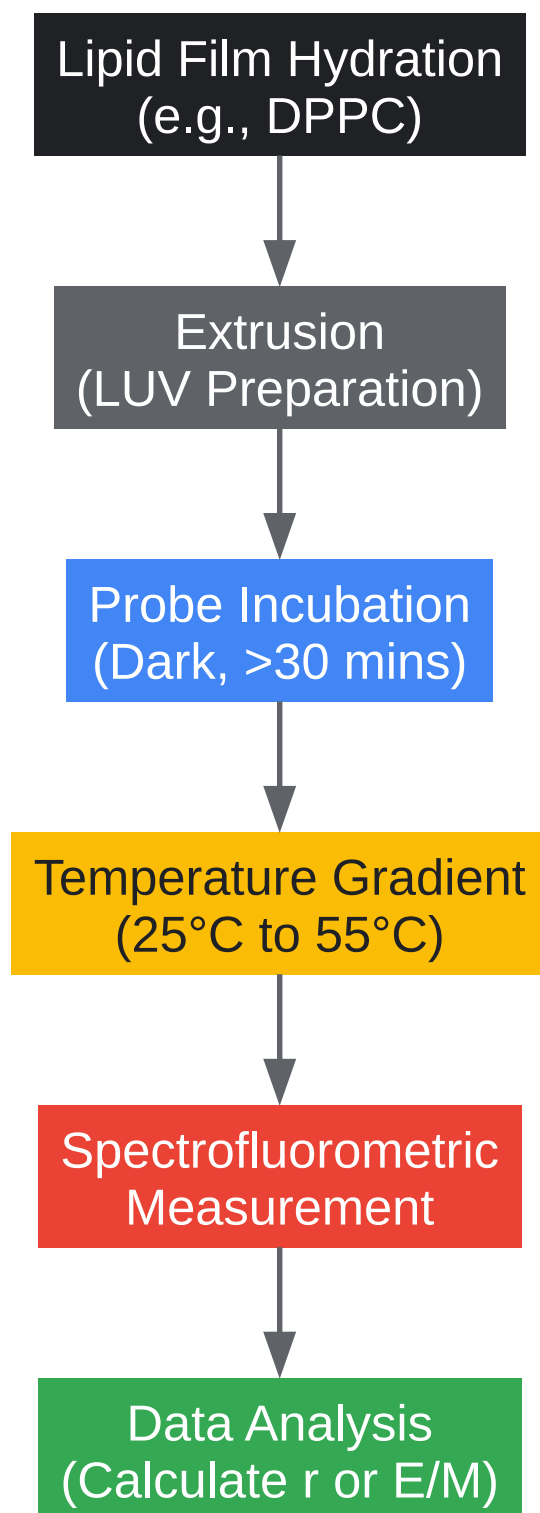 Lipid Film Hydration
(e.g., DPPC)
Extrusion
(LUV Preparation)
Probe Incubation
(Dark, >30 mins)
Temperature Gradient
(25°C to 55°C)
Spectrofluorometric
Measurement
Data Analysis
(Calculate r or E/M)